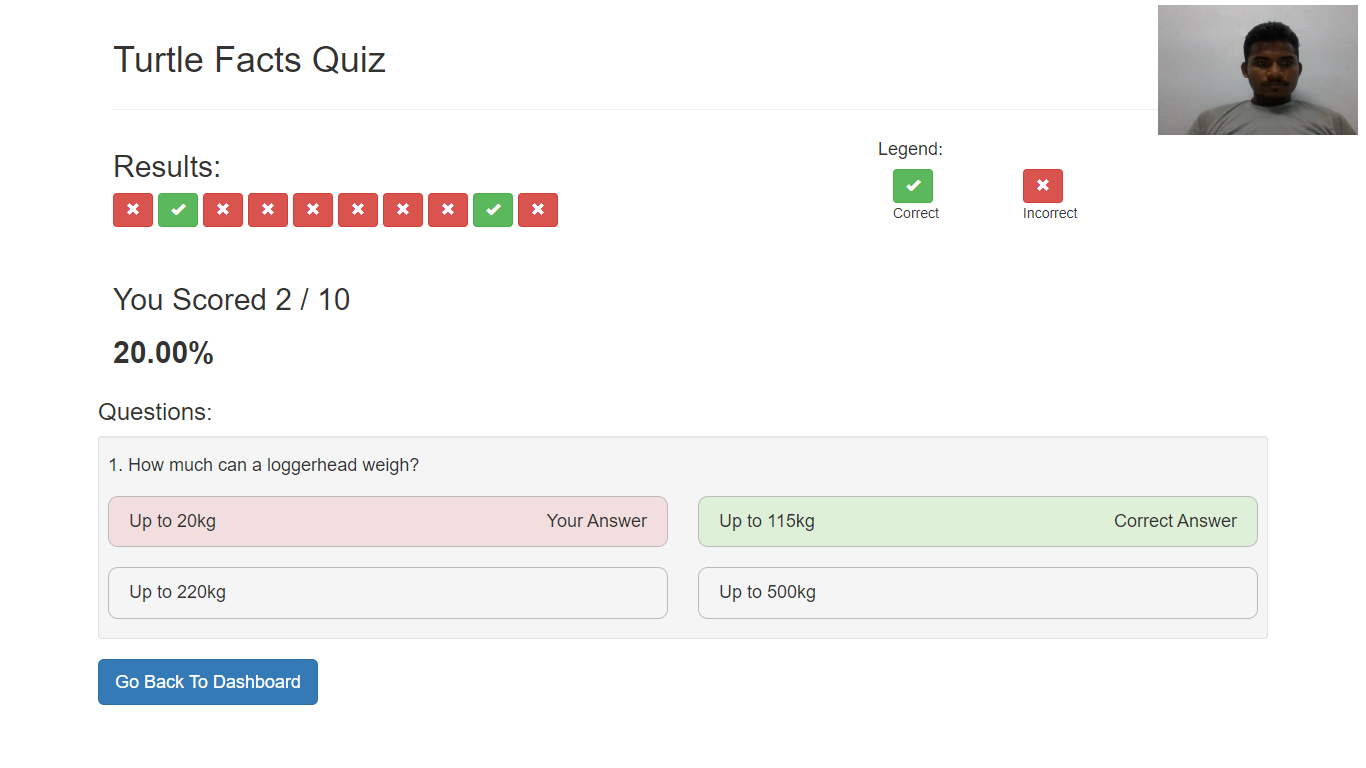 Turtle Facts Quiz
Results:
Legend:
Correct
Incorrect
You Scored 2 / 10
20.00%
Questions:
1. How much can a loggerhead weigh?
Up to 20kg Your Answer
Up to 115kg Correct Answer
Up to 220kg
Up to 500kg
Go Back To Dashboard